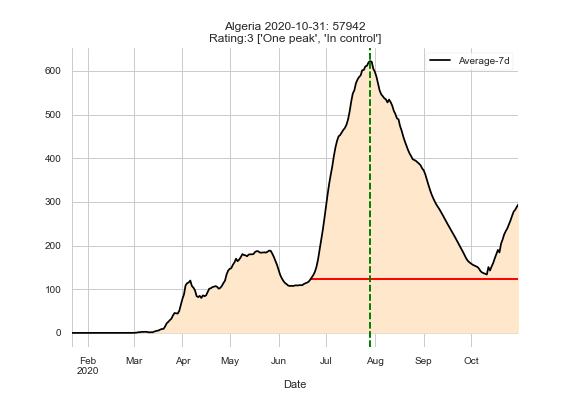 Algeria 2020-10-31: 57942
Rating:3 ['One peak', 'In control']
Average-7d
600
500
400
300
200
100
0
Feb Mar Apr May Jun Jul Aug Sep Oct
2020
Date